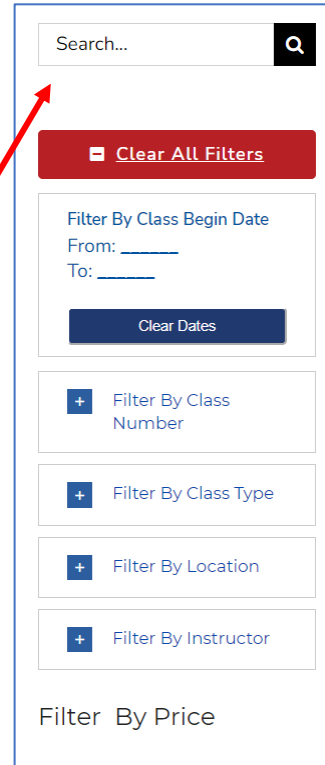 Search...
Clear All Filters
Filter By Class Begin Date
From: ______
To: ______
Clear Dates
+ Filter By Class
Number
+ Filter By Class Type
+ Filter By Location
+ Filter By Instructor
Filter By Price